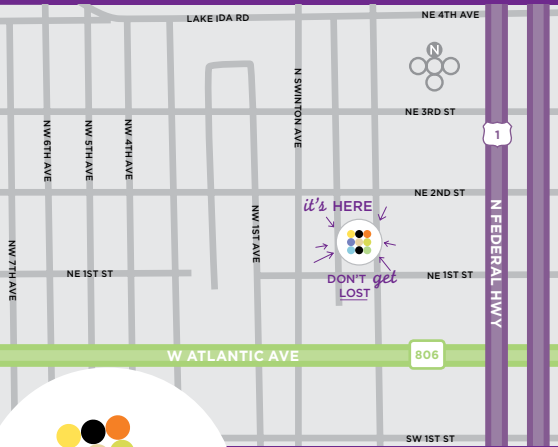 LAKE IDA RD
NE 4TH AVE
N
NE 3RD ST
N SWINTON AVE
1
NW 6TH AVE
NW 5TH AVE
NW 4TH AVE
NE 2ND ST
it's HERE
NW 1ST AVE
N FEDERAL HWY
NW 7TH AVE
NE 1ST ST
NE 1ST ST
DON'T get
LOST
W ATLANTIC AVE
806
SW 1ST ST